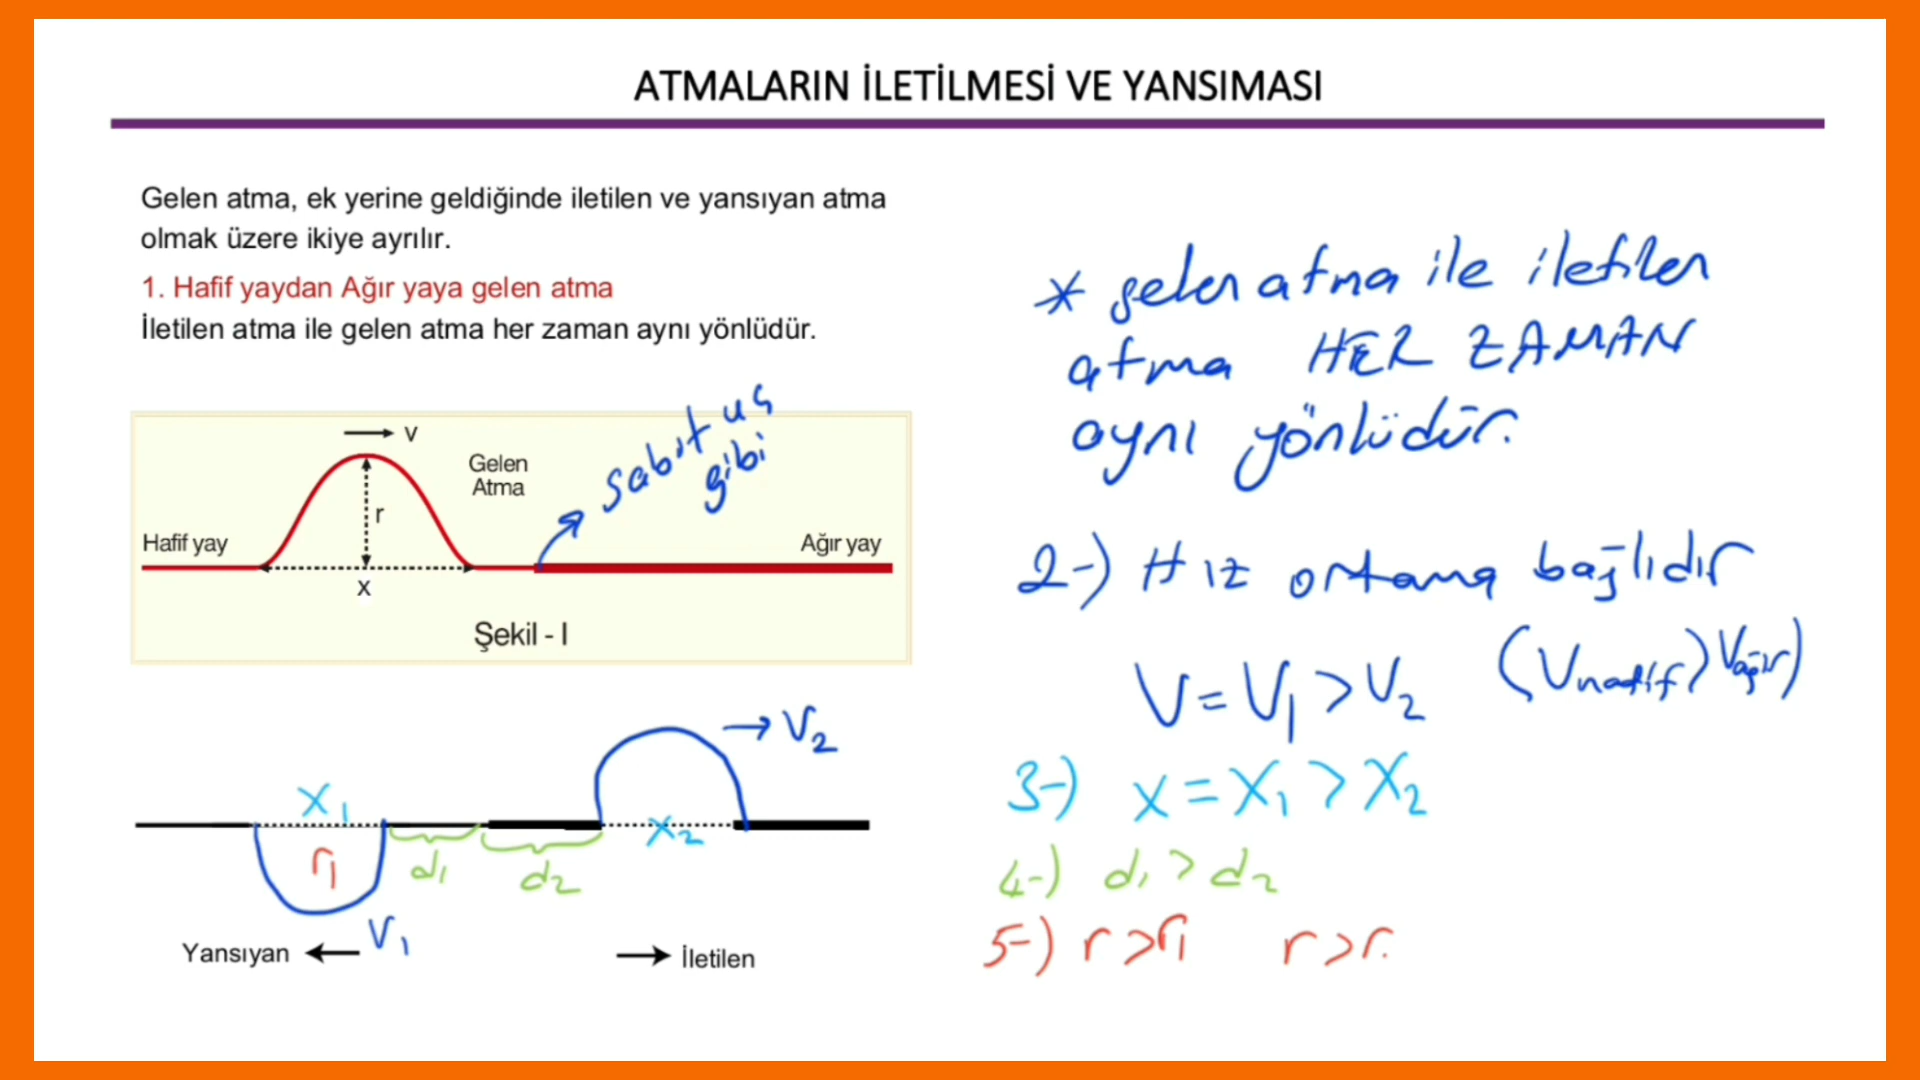 ATMALARIN İLETİLMESİ VE YANSIMASI
Gelen atma, ek yerine geldiğinde iletilen ve yansıyan atma
olmak üzere ikiye ayrılır.
1. Hafif yaydan Ağır yaya gelen atma
İletilen atma ile gelen atma her zaman aynı yönlüdür.
v
Gelen
Atma
r
Hafif yay
Ağır yay
x
Şekil - I
sabit uç
gibi
→ V2
X1
X2
r1
d1
d2
V1
Yansıyan
İletilen
* gelen atma ile iletilen
atma HER ZAMAN
aynı yönlüdür.
2-) Hız ortama bağlıdır
V = V1 > V2 (Vhafif > Vağır)
3-) X = X1 > X2
4-) d1 > d2
5-) r > r1 r > r